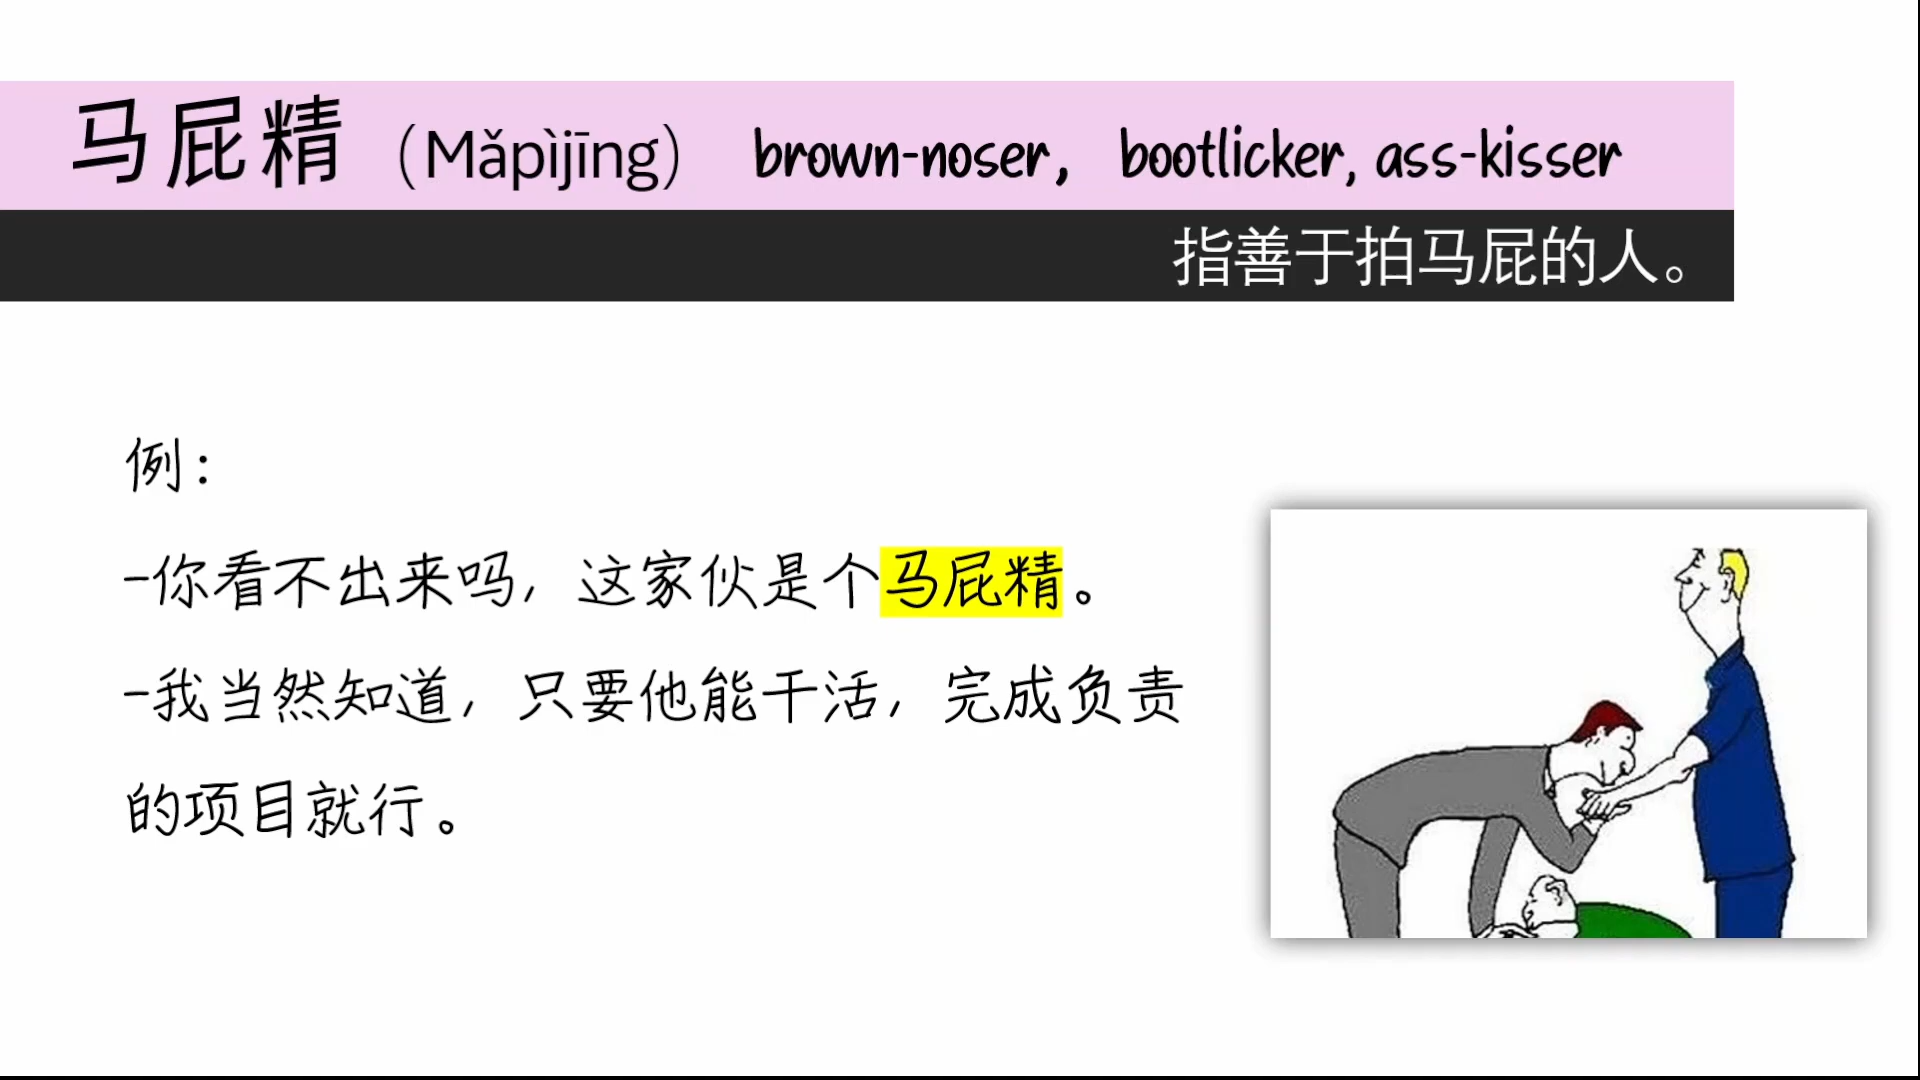 马屁精（Mǎpìjīng） brown-noser, bootlicker, ass-kisser
指善于拍马屁的人。
例：
-你看不出来吗，这家伙是个马屁精。
-我当然知道，只要他能干活，完成负责
的项目就行。